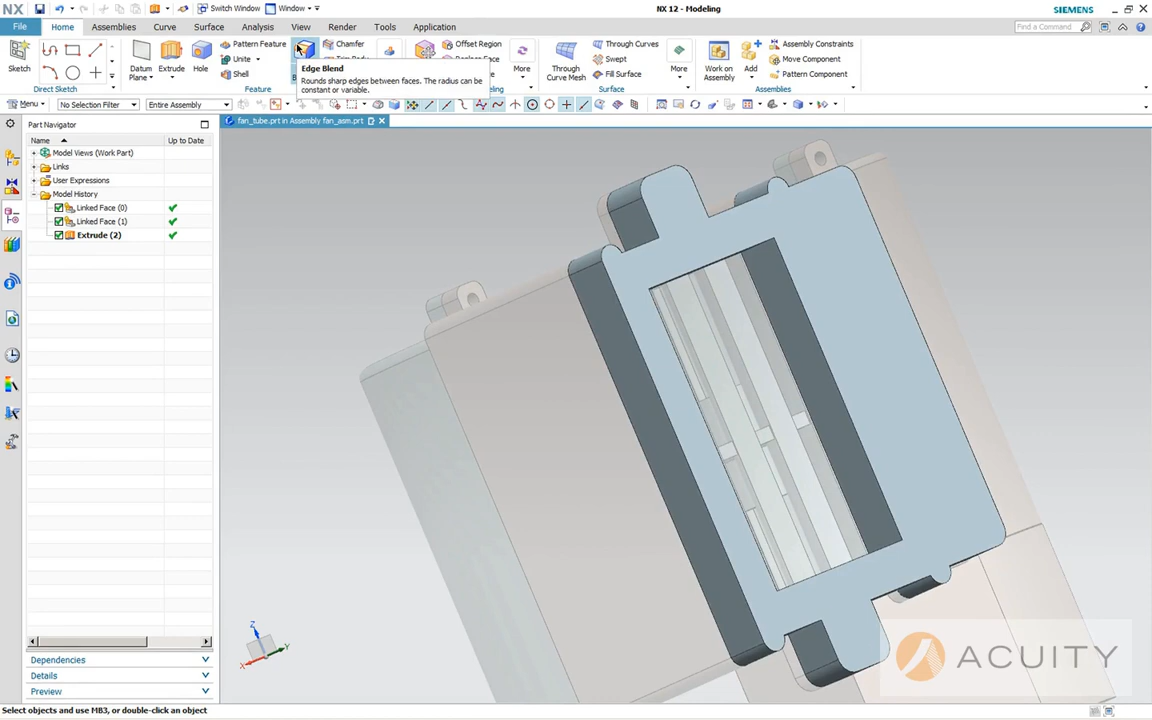 NX
Switch Window
Window
NX 12 - Modeling
SIEMENS
File
Home
Assemblies
Curve
Surface
Analysis
View
Render
Tools
Application
Find a Command
Sketch
Direct Sketch
Datum
Plane
Extrude
Hole
Pattern Feature
Unite
Shell
Feature
Chamfer
Edge Blend
Rounds sharp edges between faces. The radius can be
constant or variable.
Offset Region
More
Through
Curve Mesh
Through Curves
Swept
Fill Surface
Surface
More
Work on
Assembly
Add
Assembly Constraints
Move Component
Pattern Component
Assemblies
Menu
No Selection Filter
Entire Assembly
Part Navigator
fan_tube.prt in Assembly fan_asm.prt
Name
Up to Date
Model Views (Work Part)
Links
User Expressions
Model History
Linked Face (0)
Linked Face (1)
Extrude (2)
Z
Y
X
ACUITY
Dependencies
Details
Preview
Select objects and use MB3, or double-click an object